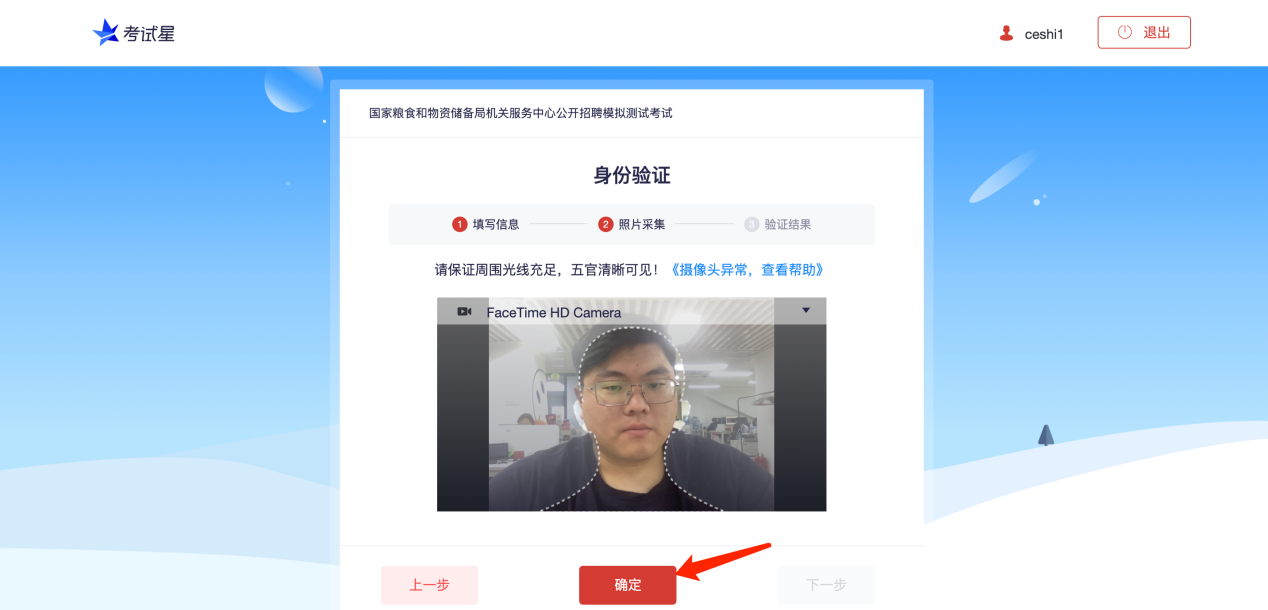 考试星
ceshi1
退出
国家粮食和物资储备局机关服务中心公开招聘模拟测试考试
身份验证
1 填写信息 2 照片采集 3 验证结果
请保证周围光线充足，五官清晰可见！《摄像头异常，查看帮助》
FaceTime HD Camera
上一步 确定 下一步